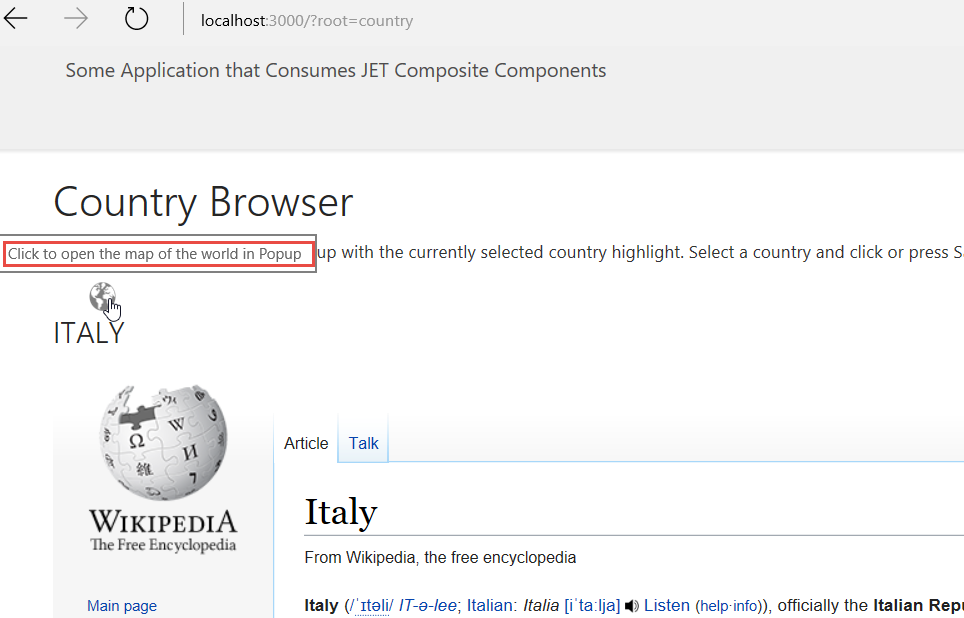 localhost:3000/?root=country
Some Application that Consumes JET Composite Components
Country Browser
Click to open the map of the world in Popup up with the currently selected country highlight. Select a country and click or press
ITALY
Ω W И 維 7
Article Talk
WIKIPEDIA
The Free Encyclopedia
Italy
From Wikipedia, the free encyclopedia
Main page
Italy (/ˈɪtəli/ IT-ə-lee; Italian: Italia [iˈtaːlja] Listen (help·info)), officially the Italian